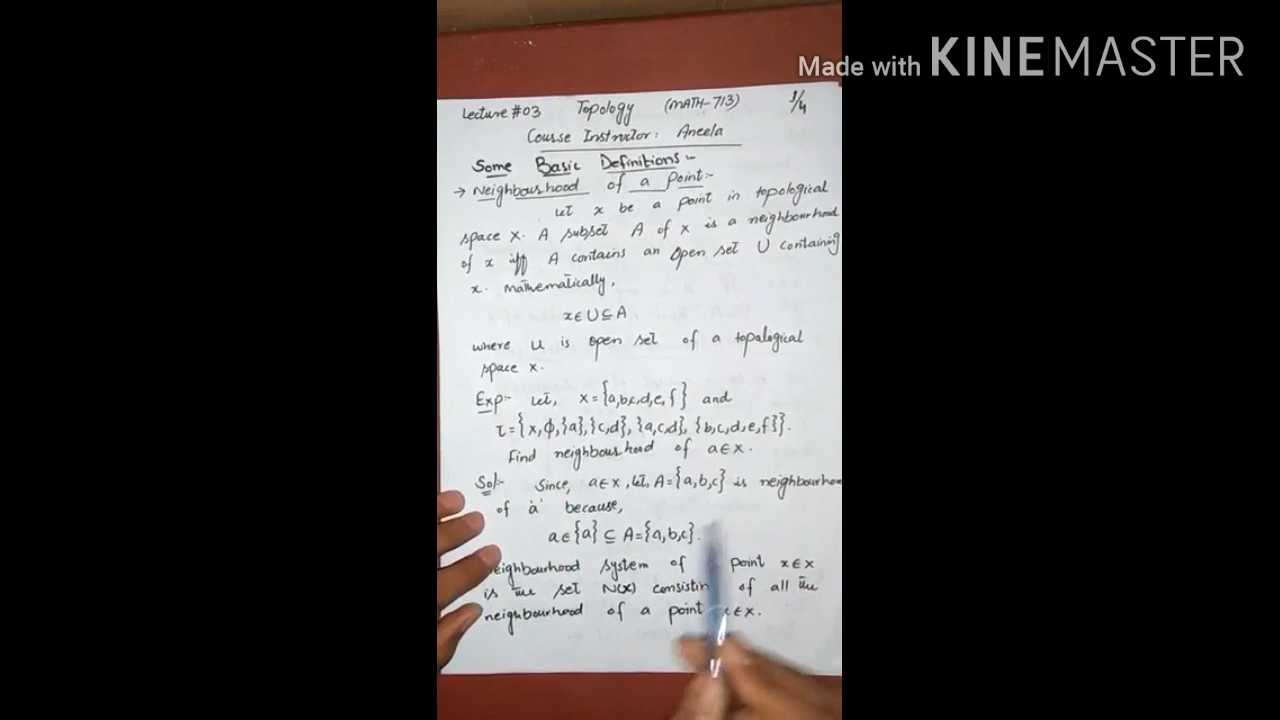 Made with KINEMASTER
Lecture #03 Topology (MATH-713) 1/4
Course Instructor: Aneela
Some Basic Definitions:-
→ Neighbourhood of a Point:-
Let x be a point in topological
space X. A subset A of X is a neighbourhood
of x iff A contains an open set U containing
x. Mathematically,
x∈U⊆A
where U is open set of a topological
space X.
Exp:- Let, X={a,b,c,d,e,f} and
τ={X,φ,{a},{c,d},{a,c,d},{b,c,d,e,f}}.
Find neighbourhood of a∈X.
Sol:- Since, a∈X, Let, A={a,b,c} is neighbourhoo
of 'a' because,
a∈{a}⊆A={a,b,c}.
eighbourhood system of point x∈X
is the set N(x) consistin of all the
neighbourhood of a point x∈X.